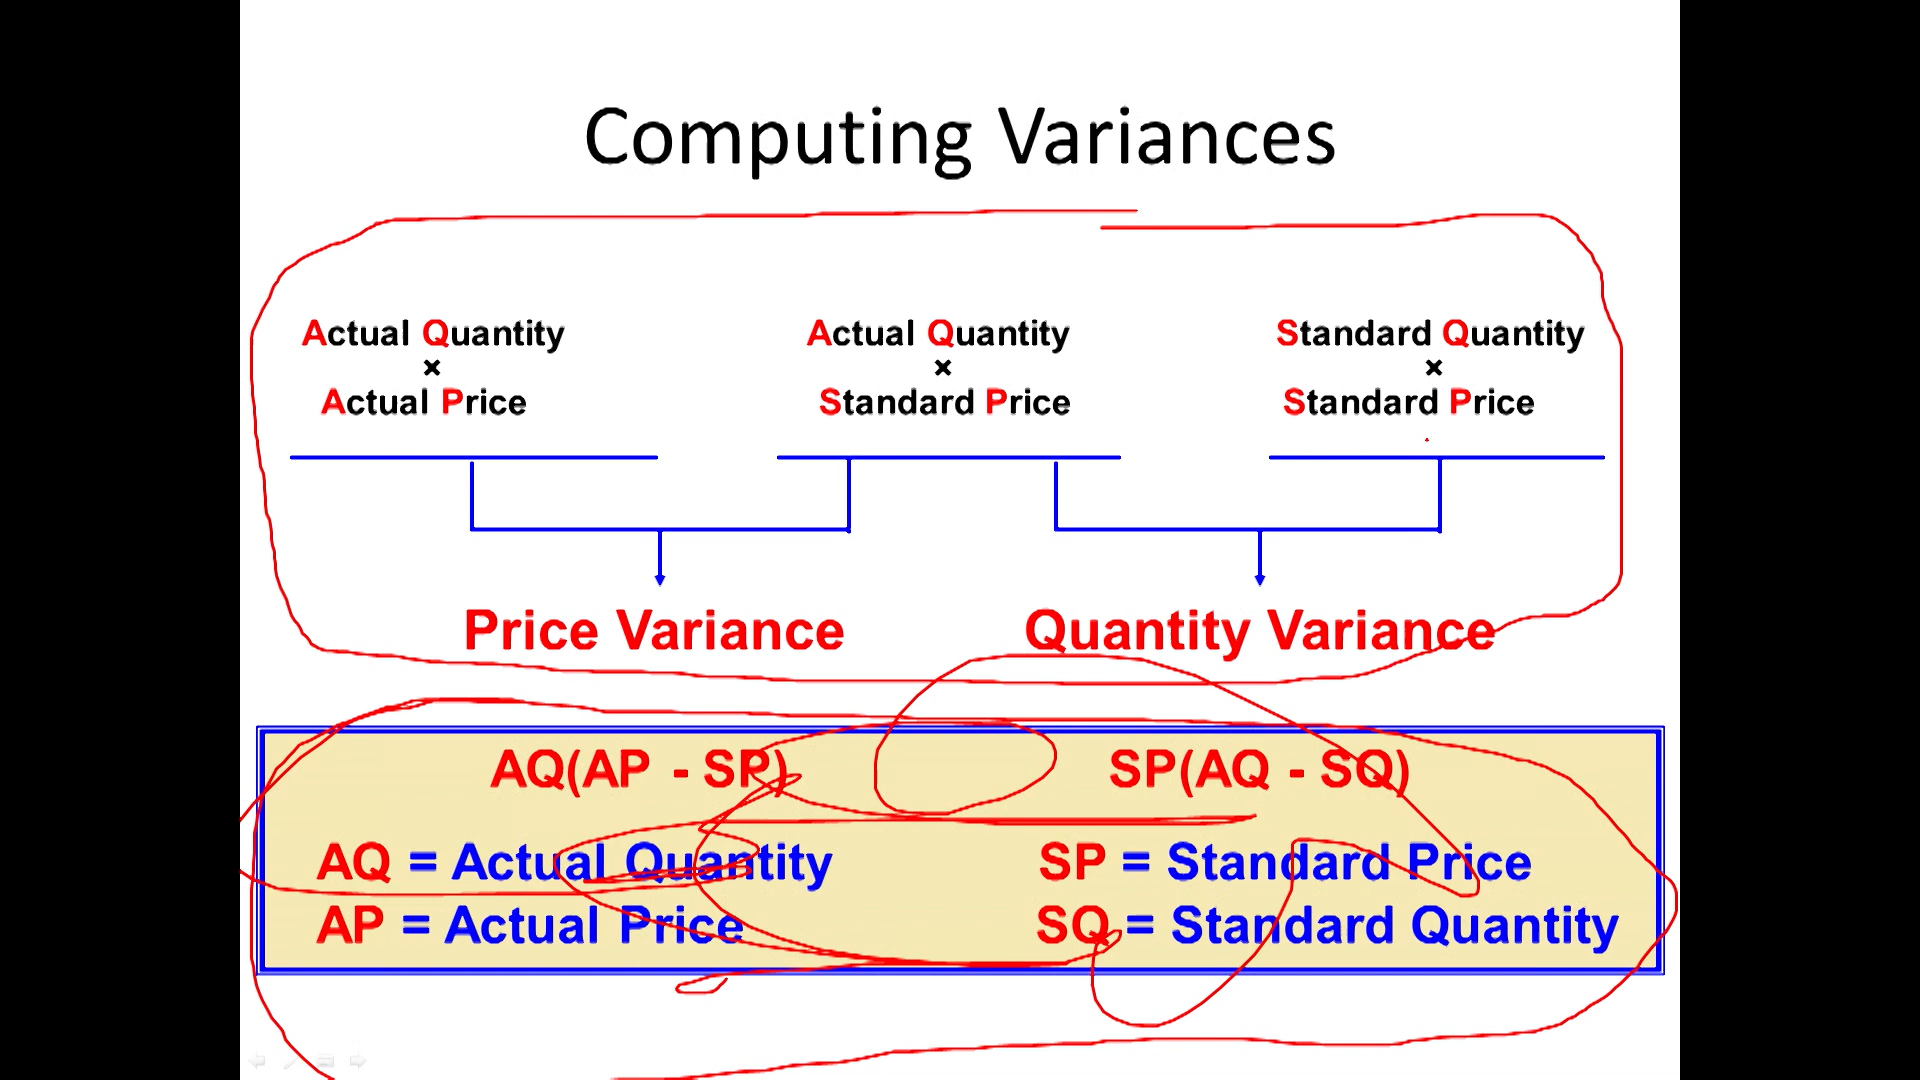 Computing Variances
Actual Quantity
×
Actual Price
Actual Quantity
×
Standard Price
Standard Quantity
×
Standard Price
Price Variance
Quantity Variance
AQ(AP - SP)
SP(AQ - SQ)
AQ = Actual Quantity
SP = Standard Price
AP = Actual Price
SQ = Standard Quantity